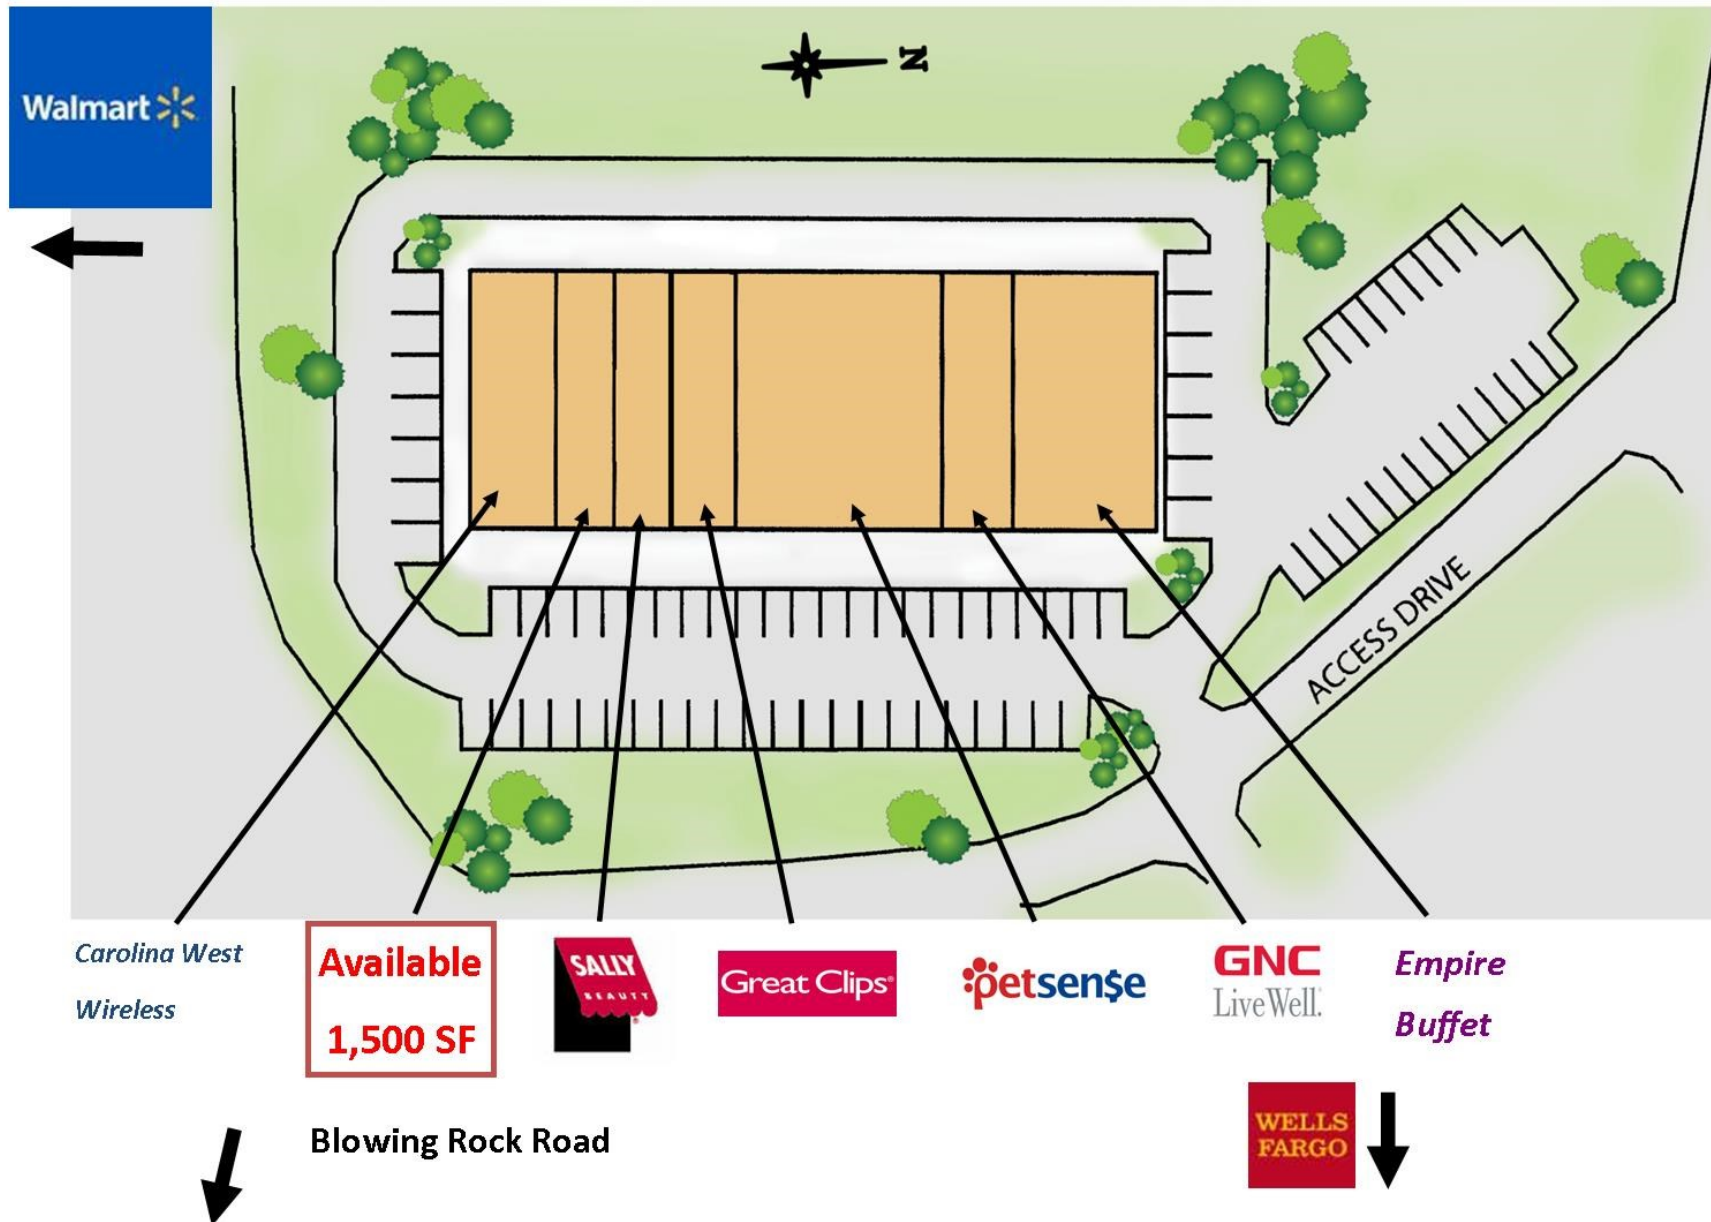 Walmart
N
ACCESS DRIVE
Carolina West
Wireless
Available
1,500 SF
SALLY
BEAUTY
®
Great Clips®
petsen$e
GNC
LiveWell.
Empire
Buffet
Blowing Rock Road
WELLS
FARGO